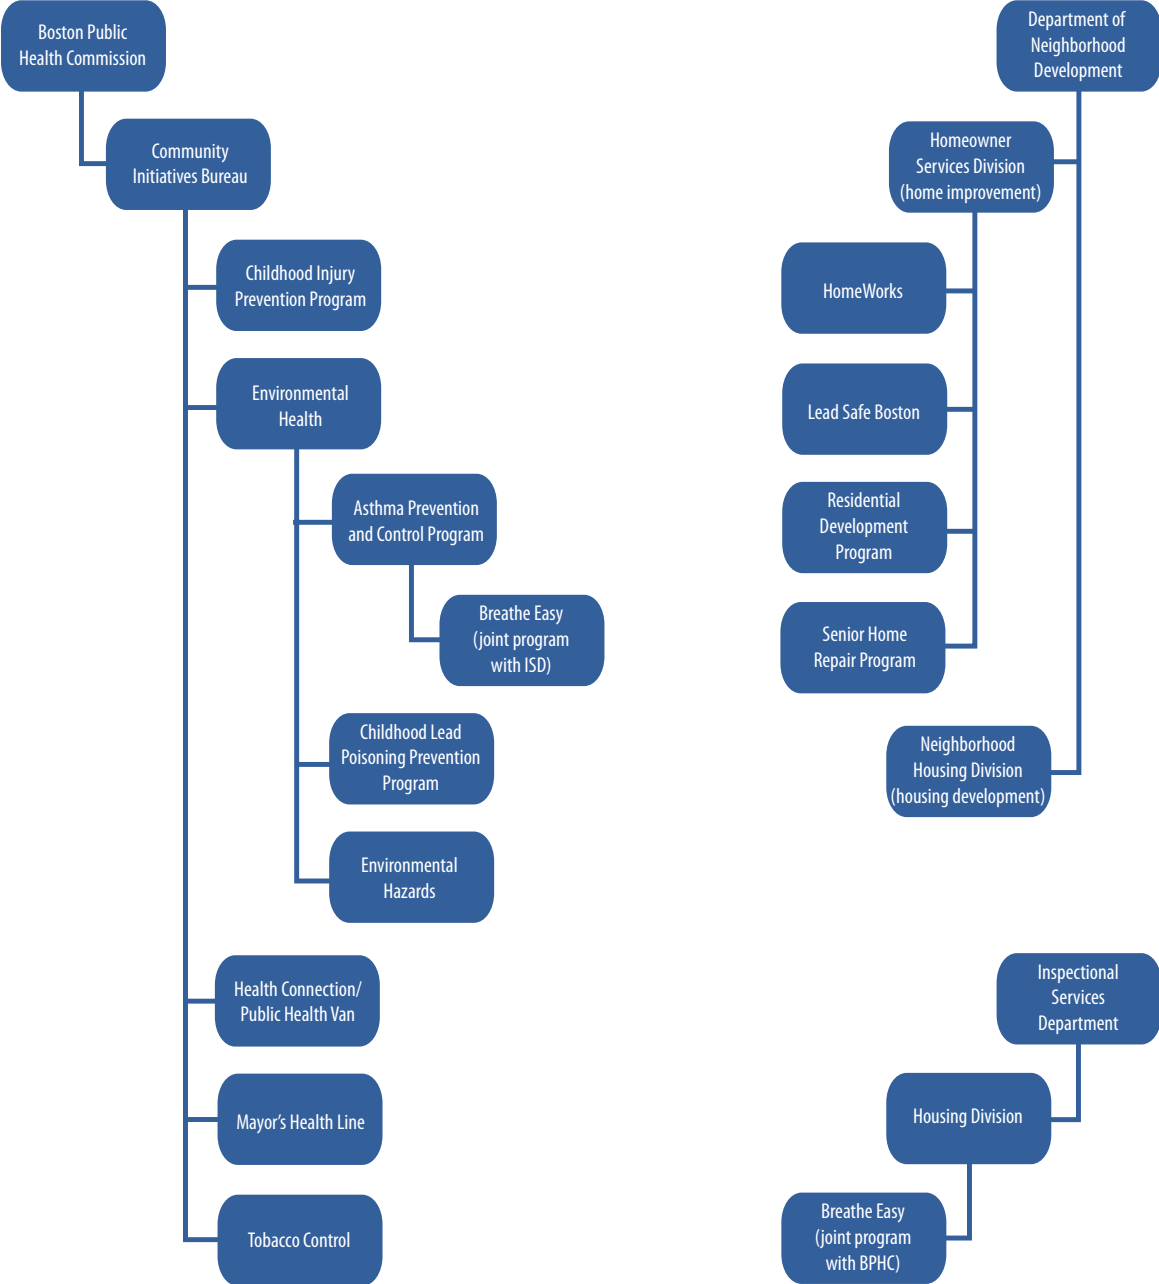 Boston Public
Health Commission
Community
Initiatives Bureau
Childhood Injury
Prevention Program
Environmental
Health
Asthma Prevention
and Control Program
Breathe Easy
(joint program
with ISD)
Childhood Lead
Poisoning Prevention
Program
Environmental
Hazards
Health Connection/
Public Health Van
Mayor’s Health Line
Tobacco Control
Department of
Neighborhood
Development
Homeowner
Services Division
(home improvement)
HomeWorks
Lead Safe Boston
Residential
Development
Program
Senior Home
Repair Program
Neighborhood
Housing Division
(housing development)
Inspectional
Services
Department
Housing Division
Breathe Easy
(joint program
with BPHC)